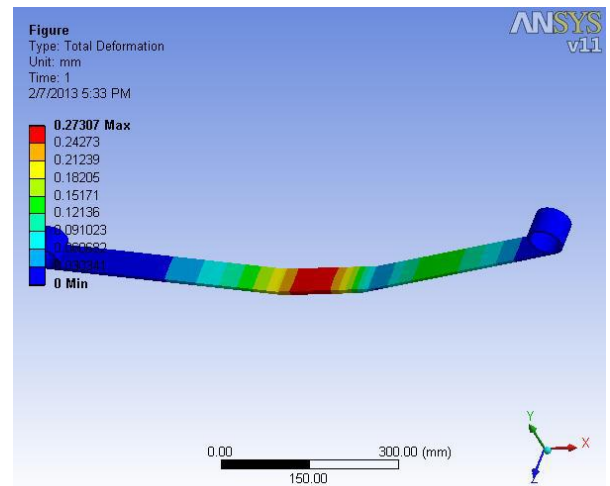 Figure
Type: Total Deformation
Unit: mm
Time: 1
2/7/2013 5:33 PM
ANSYS
v11
0.27307 Max
0.24273
0.21239
0.18205
0.15171
0.12136
0.091023
0 Min
0.00
300.00 (mm)
150.00
Y
X
Z